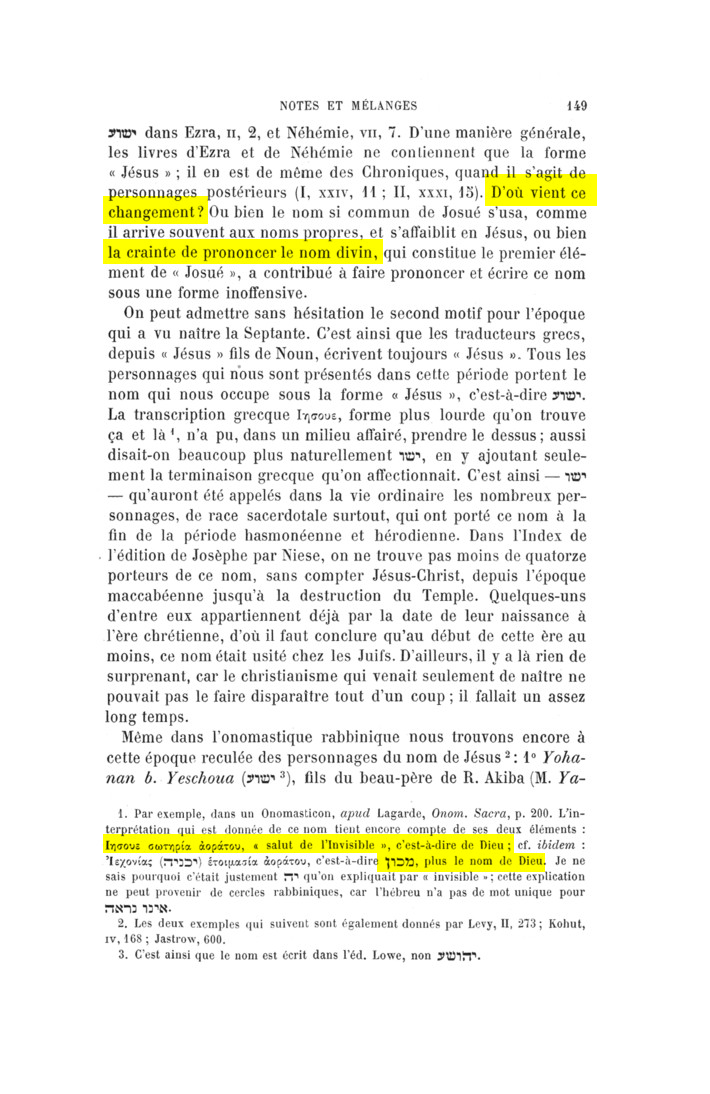 NOTES ET MÉLANGES 149
ישוע dans Ezra, II, 2, et Néhémie, VII, 7. D'une manière générale,
les livres d'Ezra et de Néhémie ne contiennent que la forme
« Jésus » ; il en est de même des Chroniques, quand il s'agit de
personnages postérieurs (I, XXIV, 11 ; II, XXXI, 15). D'où vient ce
changement ? Ou bien le nom si commun de Josué s'usa, comme
il arrive souvent aux noms propres, et s'affaiblit en Jésus, ou bien
la crainte de prononcer le nom divin, qui constitue le premier élé-
ment de « Josué », a contribué à faire prononcer et écrire ce nom
sous une forme inoffensive.
On peut admettre sans hésitation le second motif pour l'époque
qui a vu naître la Septante. C'est ainsi que les traducteurs grecs,
depuis « Jésus » fils de Noun, écrivent toujours « Jésus ». Tous les
personnages qui nous sont présentés dans cette période portent le
nom qui nous occupe sous la forme « Jésus », c'est-à-dire ישוע.
La transcription grecque Ιησουε, forme plus lourde qu'on trouve
ça et là ¹, n'a pu, dans un milieu affairé, prendre le dessus ; aussi
disait-on beaucoup plus naturellement ישו, en y ajoutant seule-
ment la terminaison grecque qu'on affectionnait. C'est ainsi — ישו
— qu'auront été appelés dans la vie ordinaire les nombreux per-
sonnages, de race sacerdotale surtout, qui ont porté ce nom à la
fin de la période hasmonéenne et hérodienne. Dans l'Index de
l'édition de Josèphe par Niese, on ne trouve pas moins de quatorze
porteurs de ce nom, sans compter Jésus-Christ, depuis l'époque
maccabéenne jusqu'à la destruction du Temple. Quelques-uns
d'entre eux appartiennent déjà par la date de leur naissance à
l'ère chrétienne, d'où il faut conclure qu'au début de cette ère au
moins, ce nom était usité chez les Juifs. D'ailleurs, il y a là rien de
surprenant, car le christianisme qui venait seulement de naître ne
pouvait pas le faire disparaître tout d'un coup ; il fallait un assez
long temps.
Même dans l'onomastique rabbinique nous trouvons encore à
cette époque reculée des personnages du nom de Jésus ² : 1° Yoha-
nan b. Yeschoua (ישוע ³), fils du beau-père de R. Akiba (M. Ya-
1. Par exemple, dans un Onomasticon, apud Lagarde, Onom. Sacra, p. 200. L'in-
terprétation qui est donnée de ce nom tient encore compte de ses deux éléments :
Ιησουε σωτηρία ἀοράτου, « salut de l'Invisible », c'est-à-dire de Dieu ; cf. ibidem :
Ἰεχονίας (יכניה) ἑτοιμασία ἀοράτου, c'est-à-dire מכון, plus le nom de Dieu. Je ne
sais pourquoi c'était justement יה qu'on expliquait par « invisible » ; cette explication
ne peut provenir de cercles rabbiniques, car l'hébreu n'a pas de mot unique pour
אינו נראה.
2. Les deux exemples qui suivent sont également donnés par Levy, II, 273 ; Kohut,
IV, 168 ; Jastrow, 600.
3. C'est ainsi que le nom est écrit dans l'éd. Lowe, non יהושע.